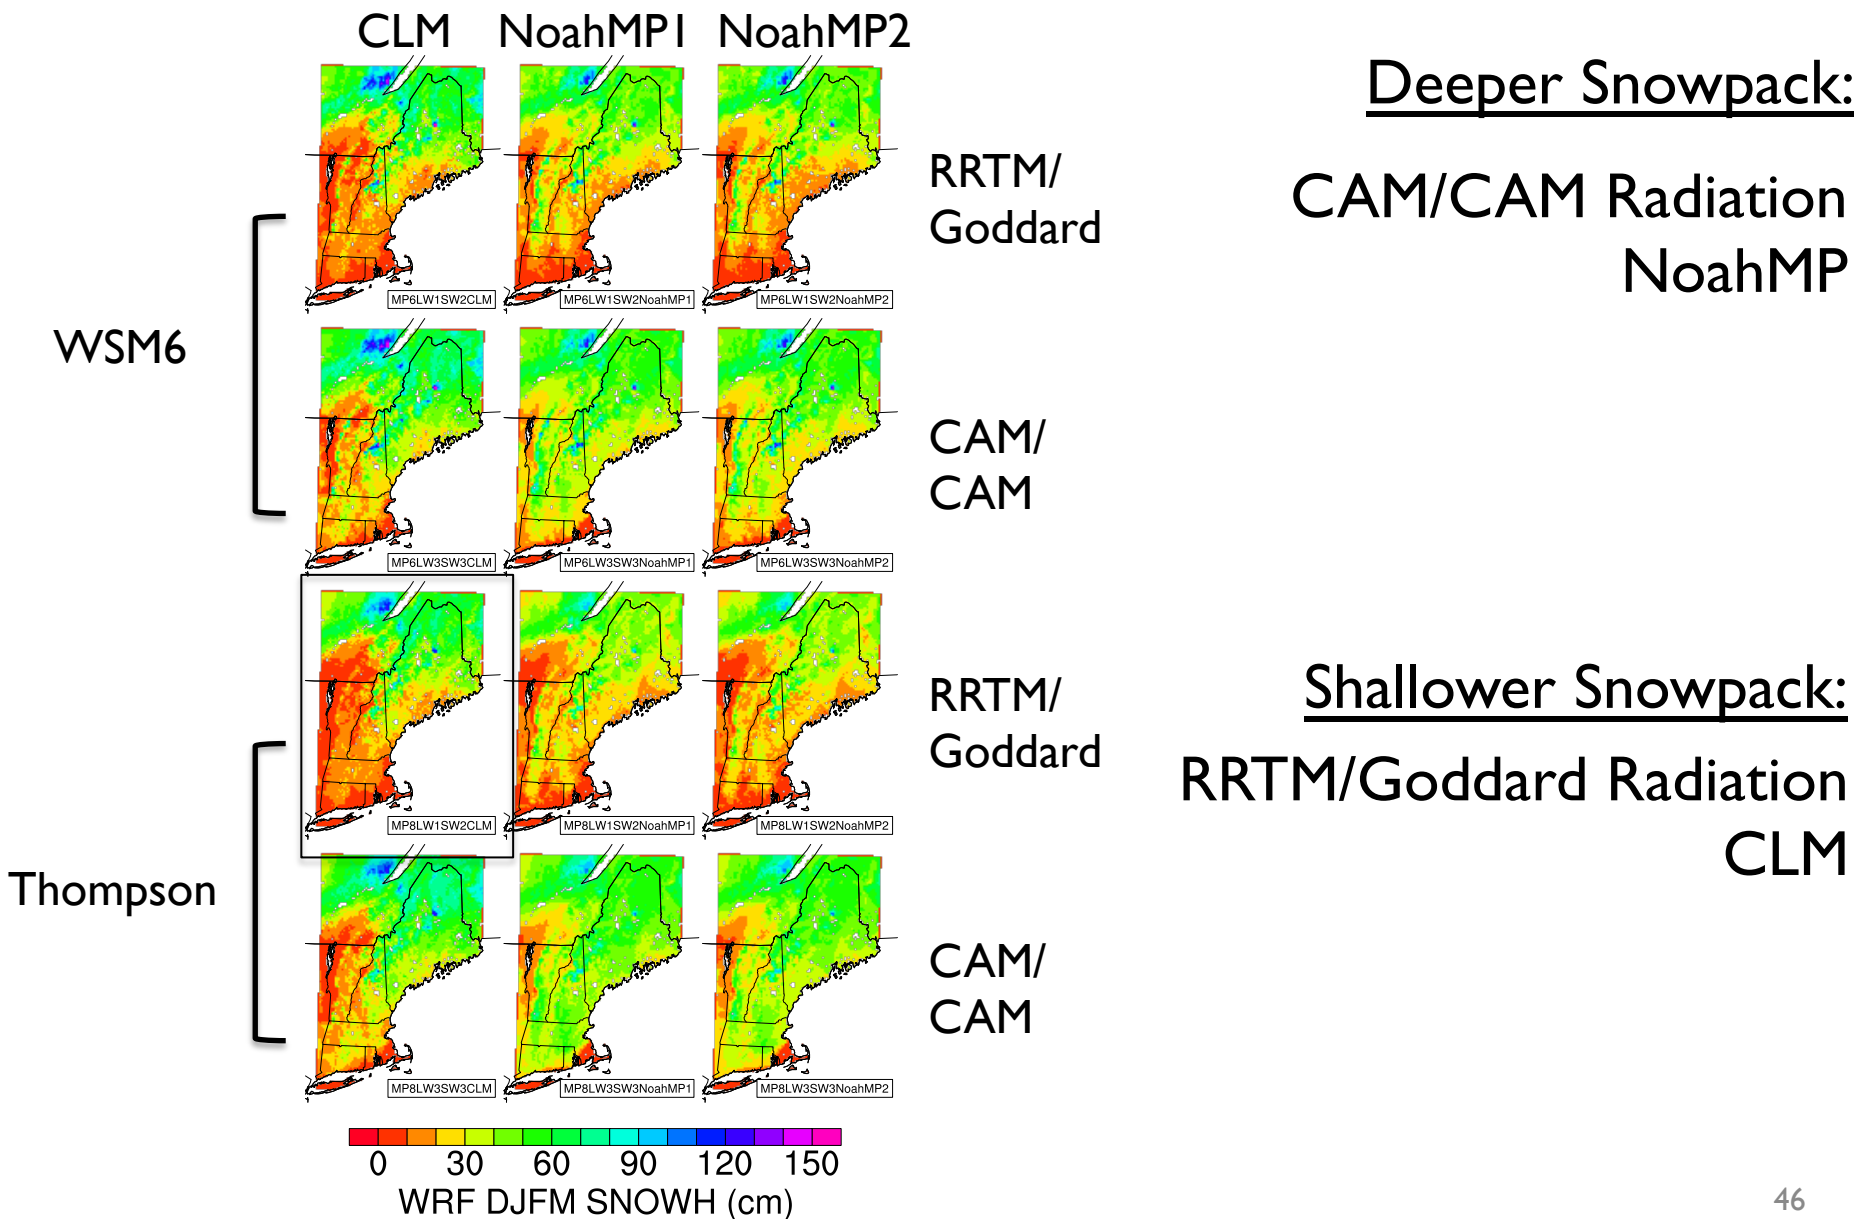 CLM NoahMP1 NoahMP2
Deeper Snowpack:
CAM/CAM Radiation
NoahMP
RRTM/
Goddard
MP6LW1SW2CLM
MP6LW1SW2NoahMP1
MP6LW1SW2NoahMP2
WSM6
CAM/
CAM
MP6LW3SW3CLM
MP6LW3SW3NoahMP1
MP6LW3SW3NoahMP2
RRTM/
Goddard
Shallower Snowpack:
RRTM/Goddard Radiation
CLM
MP8LW1SW2CLM
MP8LW1SW2NoahMP1
MP8LW1SW2NoahMP2
Thompson
CAM/
CAM
MP8LW3SW3CLM
MP8LW3SW3NoahMP1
MP8LW3SW3NoahMP2
0 30 60 90 120 150
WRF DJFM SNOWH (cm)
46